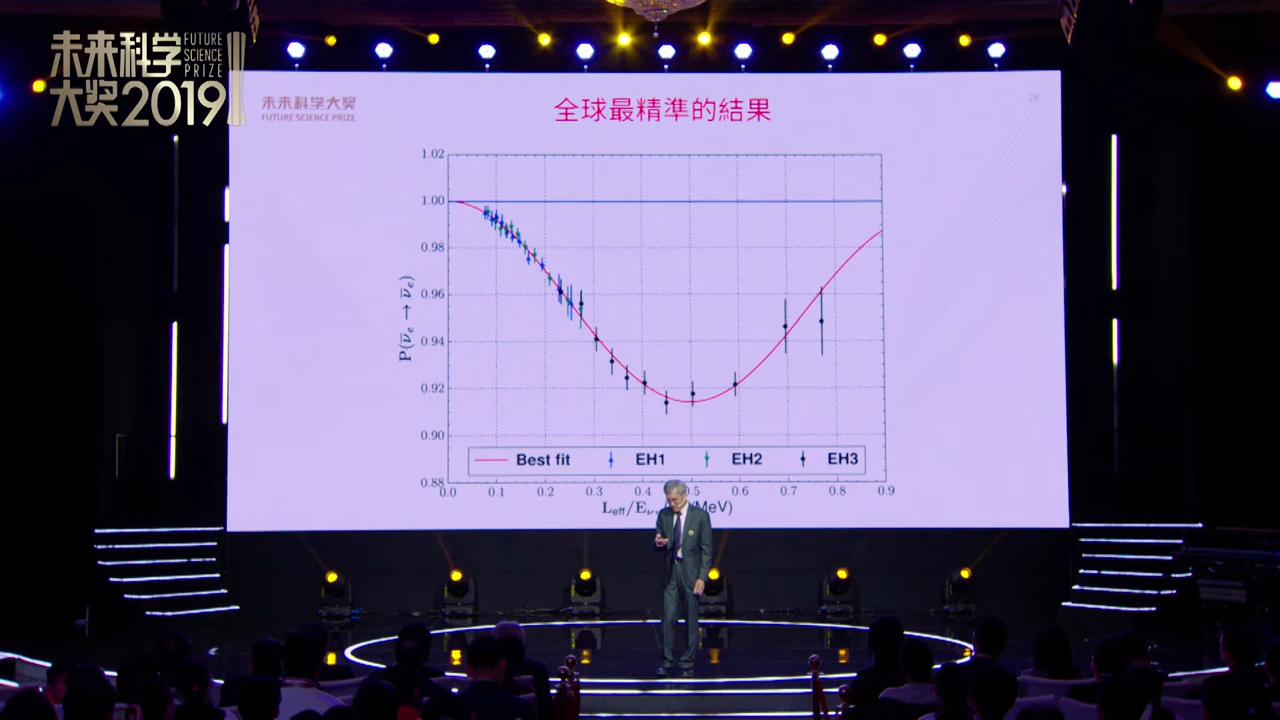 未来科学
大奖2019
FUTURE
SCIENCE
PRIZE
未来科学大奖
FUTURE SCIENCE PRIZE
全球最精準的結果
28
1.02
1.00
0.98
0.96
0.94
0.92
0.90
0.88
P(ν̄e → ν̄e)
Best fit EH1 EH2 EH3
0.0 0.1 0.2 0.3 0.4 0.5 0.6 0.7 0.8 0.9
Leff/Eν /MeV)